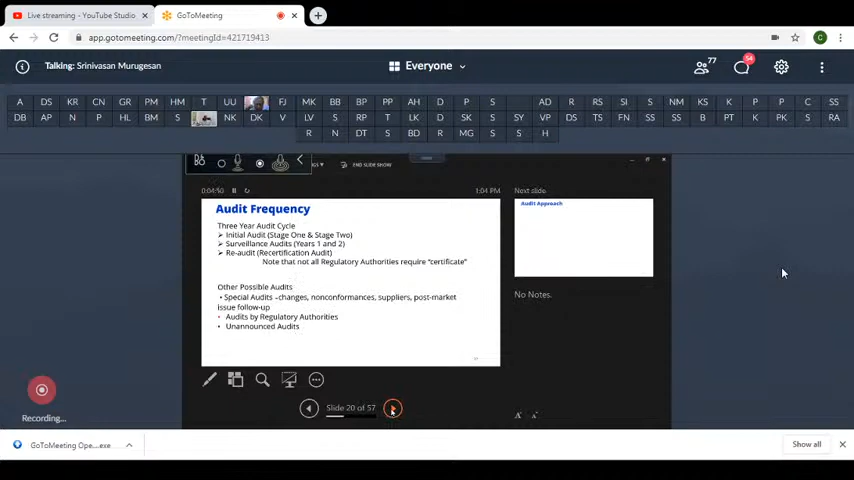 Live streaming - YouTube Studio
GoToMeeting
app.gotomeeting.com/?meetingId=421719413
C
Talking: Srinivasan Murugesan
Everyone
77
54
A DS KR CN GR PM HM T UU FJ MK BB BP PP AH D P S AD R RS SI S NM KS K P P C SS
DB AP N P HL BM S NK DK V LV S RP T LK D SK S SY VP DS TS FN SS SS B PT K PK S RA
R N DT S BD R MG S S H
END SLIDE SHOW
0:04:50
1:04 PM
Next slide
Audit Frequency
Three Year Audit Cycle
➢ Initial Audit (Stage One & Stage Two)
➢ Surveillance Audits (Years 1 and 2)
➢ Re-audit (Recertification Audit)
Note that not all Regulatory Authorities require "certificate"
Other Possible Audits
• Special Audits –changes, nonconformances, suppliers, post-market
issue follow-up
• Audits by Regulatory Authorities
• Unannounced Audits
Audit Approach
No Notes.
Slide 20 of 57
A A
Recording...
GoToMeeting Ope....exe
Show all